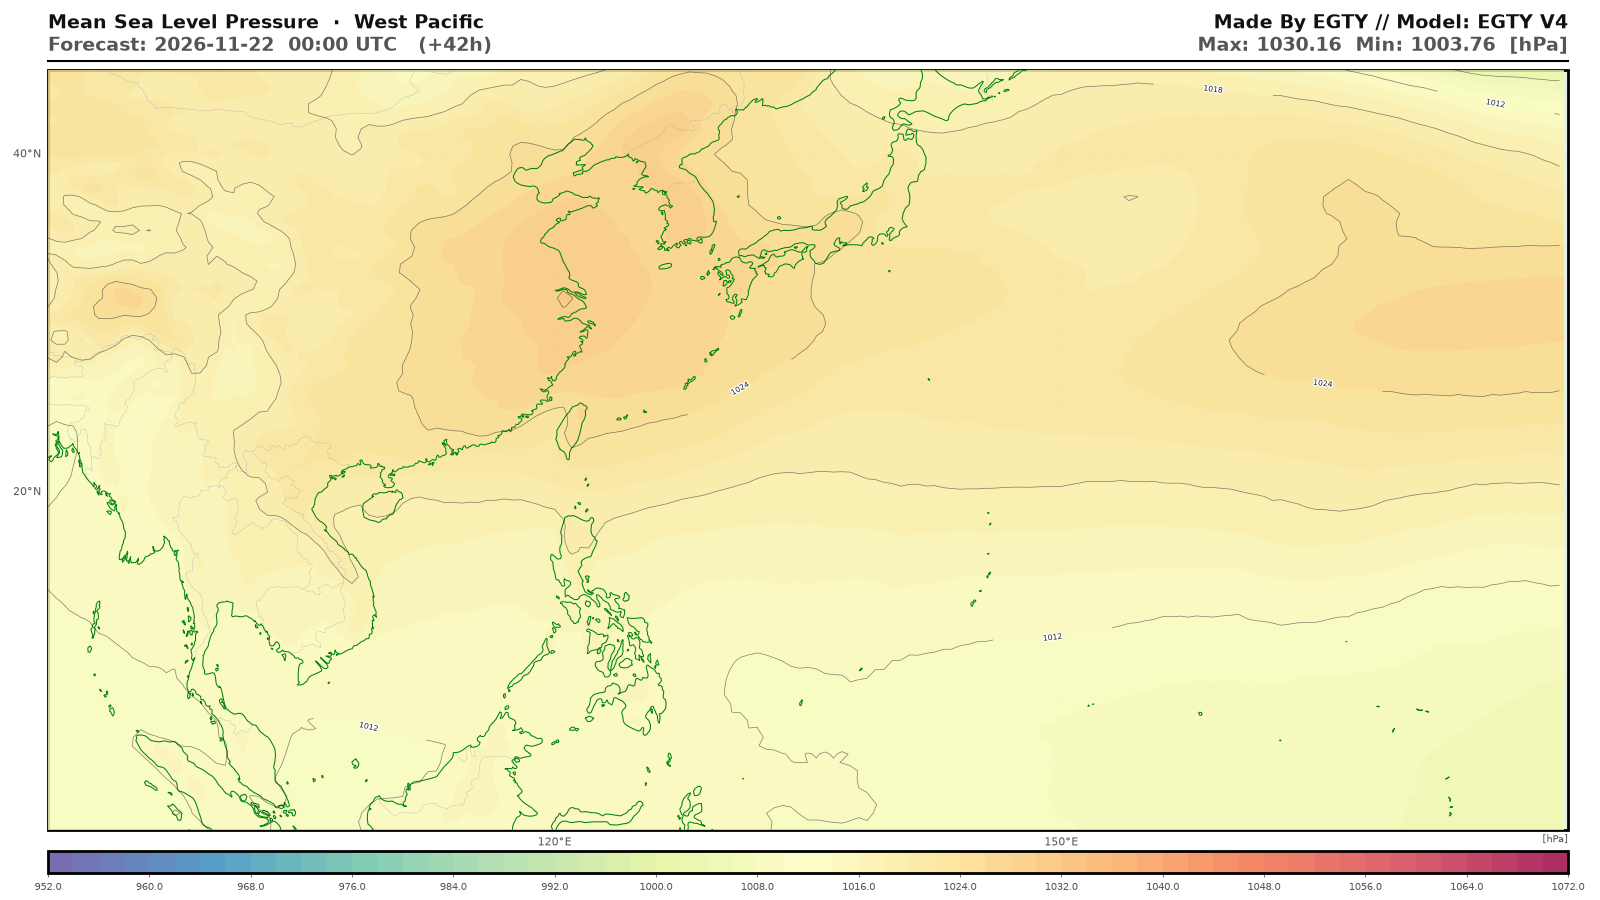 Mean Sea Level Pressure · West Pacific
Made By EGTY // Model: EGTY V4
Forecast: 2026-11-22 00:00 UTC (+42h)
Max: 1030.16 Min: 1003.76 [hPa]
1018
1012
40°N
1024
1024
20°N
1012
1012
120°E
150°E
[hPa]
952.0
960.0
968.0
976.0
984.0
992.0
1000.0
1008.0
1016.0
1024.0
1032.0
1040.0
1048.0
1056.0
1064.0
1072.0